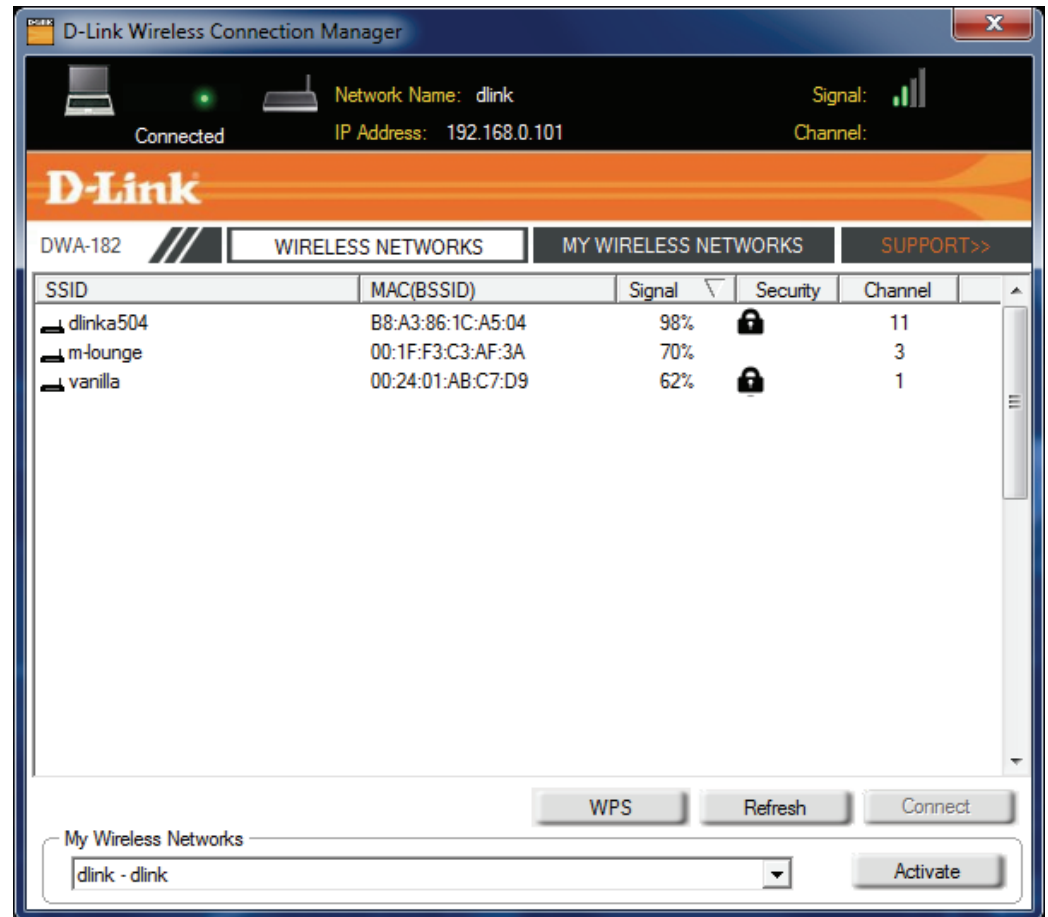 D-Link Wireless Connection Manager
Network Name: dlink Signal:
Connected IP Address: 192.168.0.101 Channel:
D-Link
DWA-182 WIRELESS NETWORKS MY WIRELESS NETWORKS SUPPORT>>
SSID MAC(BSSID) Signal Security Channel
dlinka504 B8:A3:86:1C:A5:04 98% 11
m-lounge 00:1F:F3:C3:AF:3A 70% 3
vanilla 00:24:01:AB:C7:D9 62% 1
WPS Refresh Connect
My Wireless Networks
dlink - dlink Activate